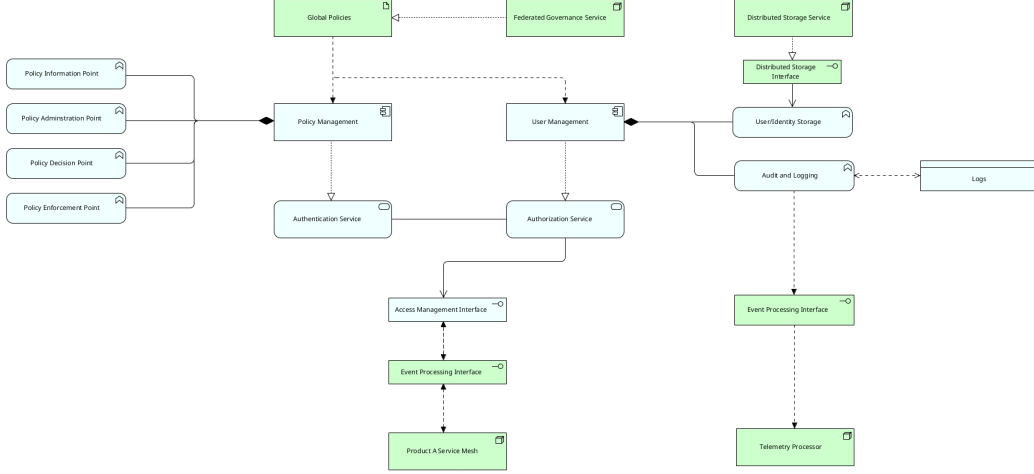 Global Policies
Federated Governance Service
Distributed Storage Service
Policy Information Point
Distributed Storage
Interface
Policy Adminstration Point
Policy Management
User Management
User/Identity Storage
Policy Decision Point
Audit and Logging
Logs
Policy Enforcement Point
Authentication Service
Authorization Service
Access Management Interface
Event Processing Interface
Event Processing Interface
Product A Service Mesh
Telemetry Processor